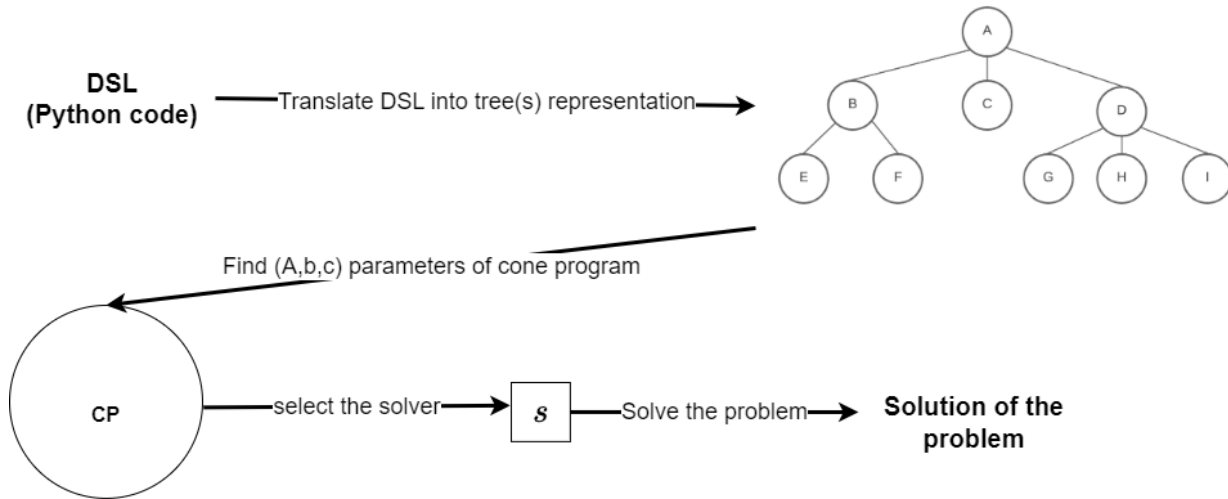 A
DSL
(Python code)
Translate DSL into tree(s) representation
B
C
D
E
F
G
H
I
Find (A,b,c) parameters of cone program
CP
select the solver
s
Solve the problem
Solution of the
problem